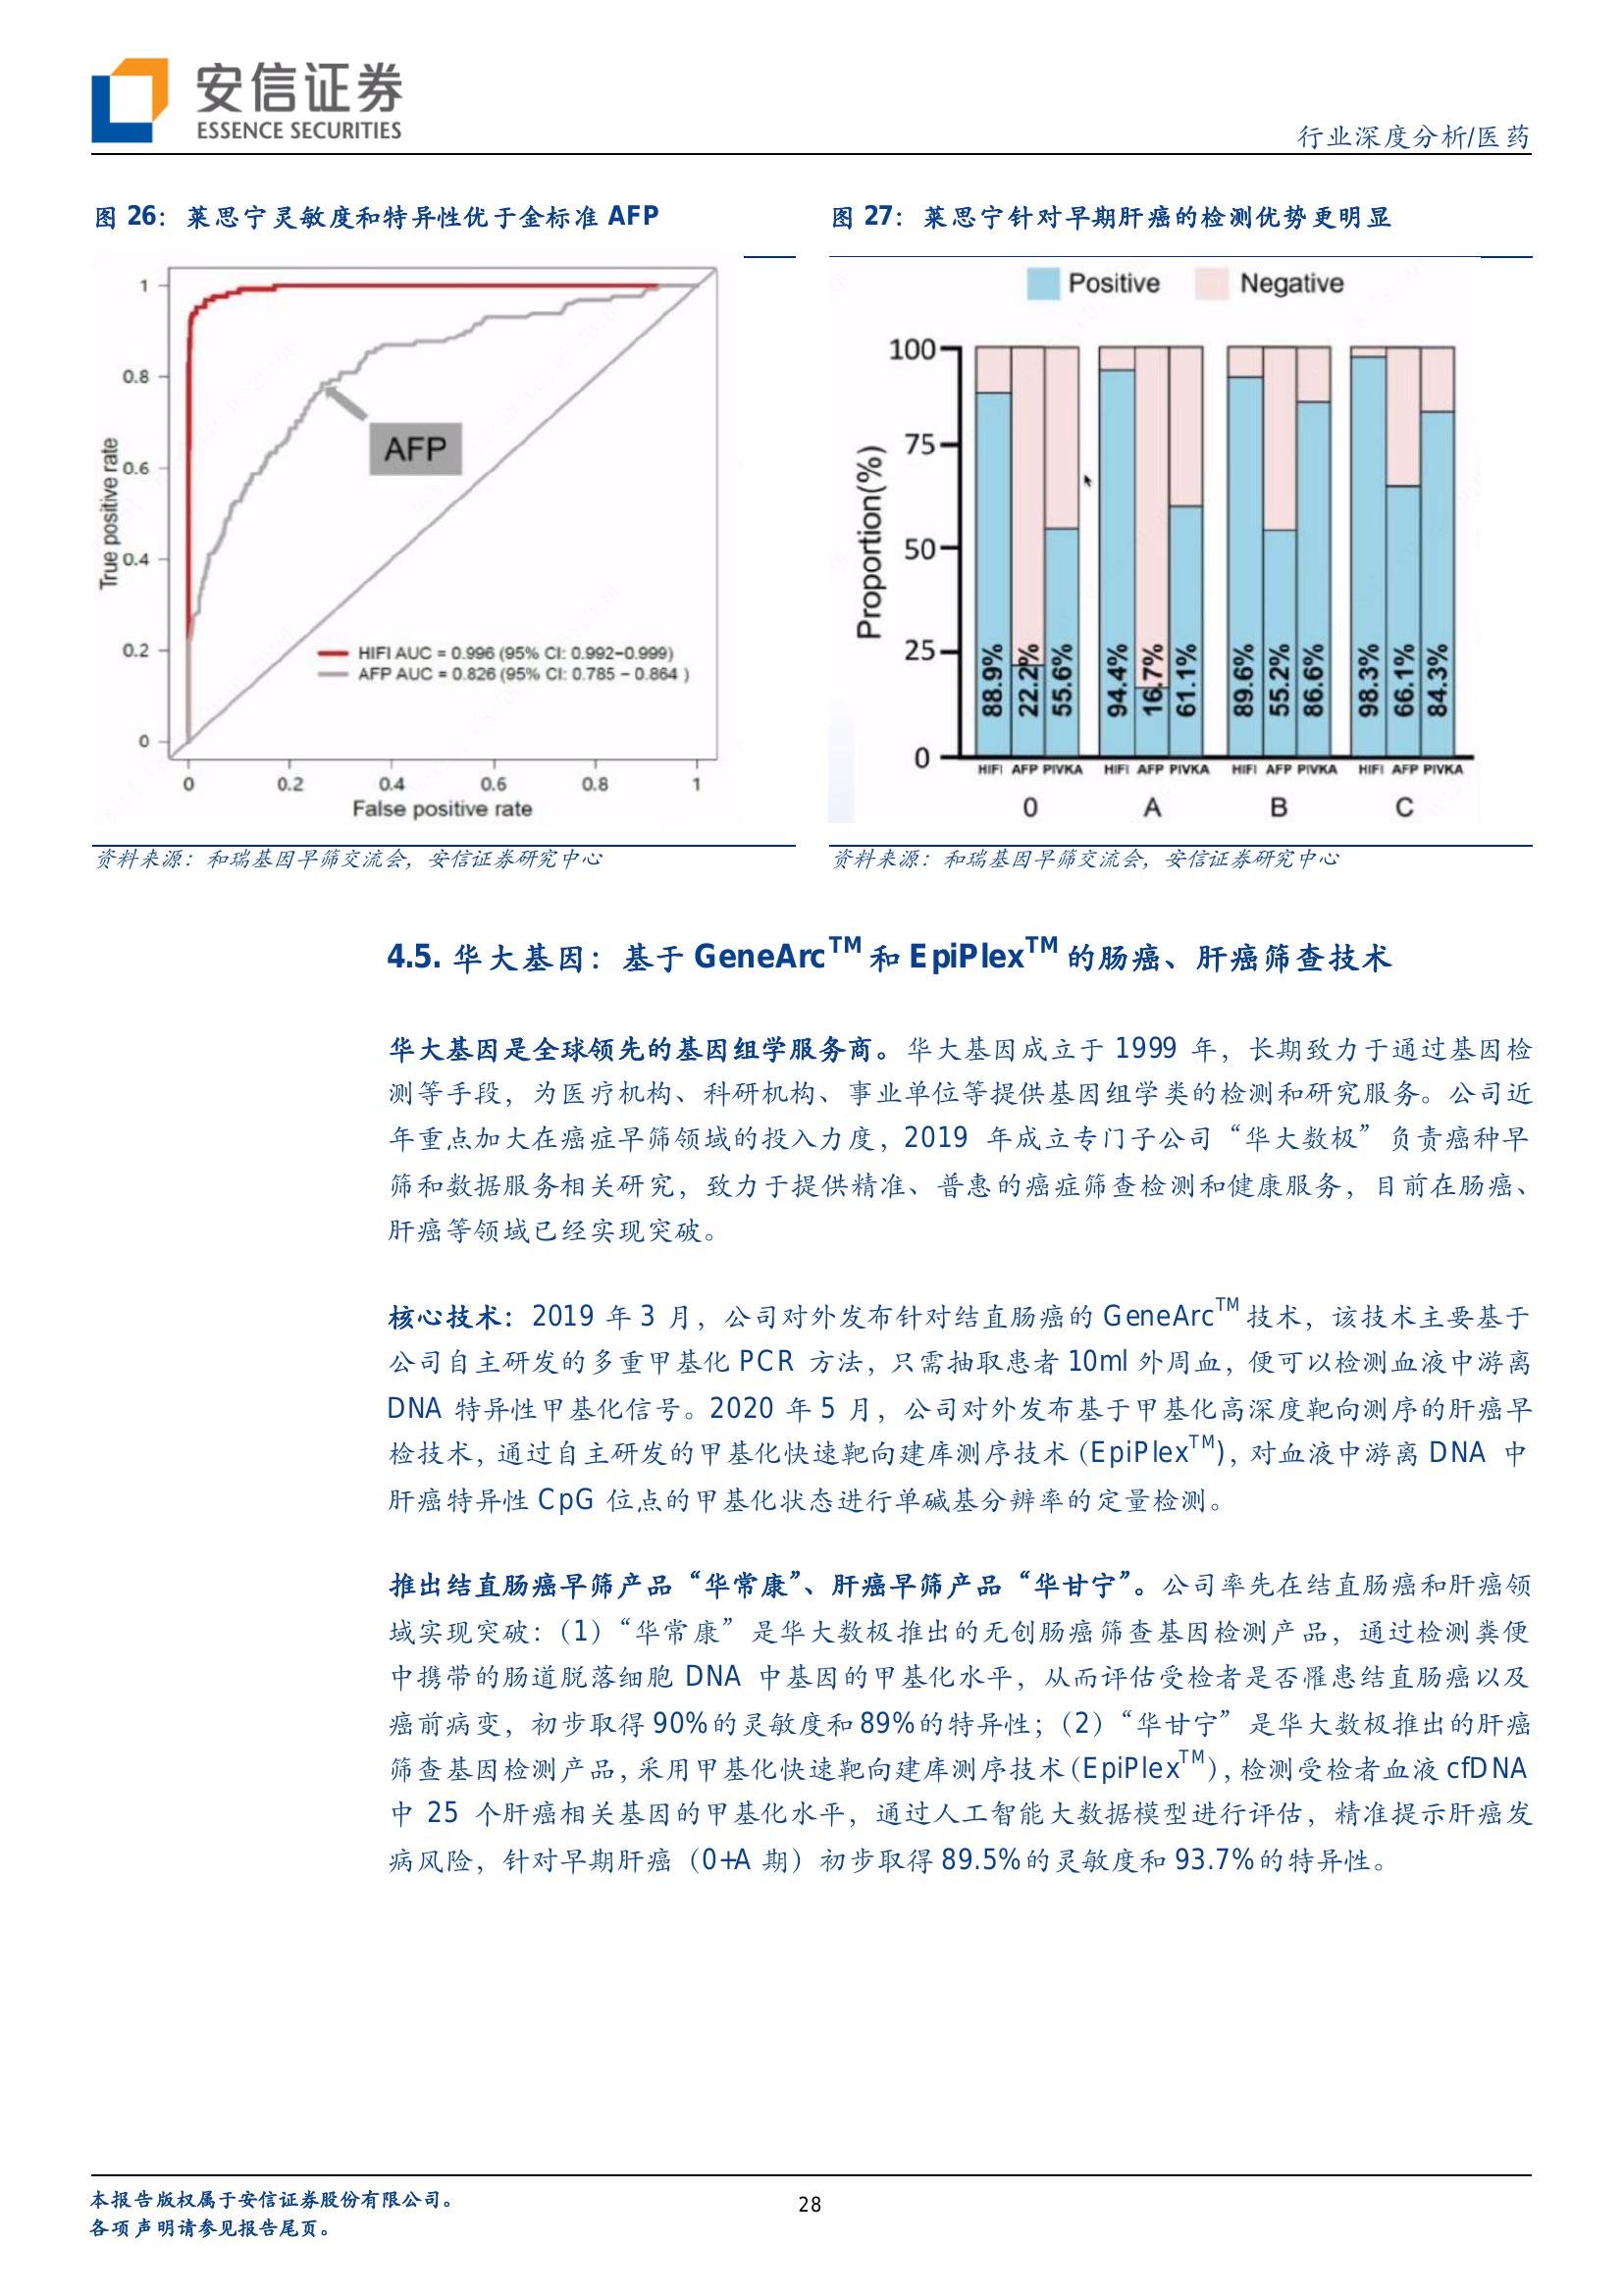 安信证券
ESSENCE SECURITIES
行业深度分析/医药
图 26：莱思宁灵敏度和特异性优于金标准 AFP
1
0.8
0.6
0.4
0.2
0
True positive rate
AFP
HIFI AUC = 0.996 (95% CI: 0.992−0.999)
AFP AUC = 0.826 (95% CI: 0.785 − 0.864 )
0 0.2 0.4 0.6 0.8 1
False positive rate
资料来源：和瑞基因早筛交流会，安信证券研究中心
图 27：莱思宁针对早期肝癌的检测优势更明显
Positive Negative
100
75
50
25
0
Proportion(%)
88.9% 22.2% 55.6% 94.4% 16.7% 61.1% 89.6% 55.2% 86.6% 98.3% 66.1% 84.3%
HIFI AFP PIVKA HIFI AFP PIVKA HIFI AFP PIVKA HIFI AFP PIVKA
0 A B C
资料来源：和瑞基因早筛交流会，安信证券研究中心
4.5. 华大基因：基于 GeneArc™ 和 EpiPlex™ 的肠癌、肝癌筛查技术
华大基因是全球领先的基因组学服务商。华大基因成立于 1999 年，长期致力于通过基因检
测等手段，为医疗机构、科研机构、事业单位等提供基因组学类的检测和研究服务。公司近
年重点加大在癌症早筛领域的投入力度，2019 年成立专门子公司“华大数极”负责癌种早
筛和数据服务相关研究，致力于提供精准、普惠的癌症筛查检测和健康服务，目前在肠癌、
肝癌等领域已经实现突破。
核心技术：2019 年 3 月，公司对外发布针对结直肠癌的 GeneArc™ 技术，该技术主要基于
公司自主研发的多重甲基化 PCR 方法，只需抽取患者 10ml 外周血，便可以检测血液中游离
DNA 特异性甲基化信号。2020 年 5 月，公司对外发布基于甲基化高深度靶向测序的肝癌早
检技术，通过自主研发的甲基化快速靶向建库测序技术（EpiPlex™），对血液中游离 DNA 中
肝癌特异性 CpG 位点的甲基化状态进行单碱基分辨率的定量检测。
推出结直肠癌早筛产品“华常康”、肝癌早筛产品“华甘宁”。公司率先在结直肠癌和肝癌领
域实现突破：（1）“华常康”是华大数极推出的无创肠癌筛查基因检测产品，通过检测粪便
中携带的肠道脱落细胞 DNA 中基因的甲基化水平，从而评估受检者是否罹患结直肠癌以及
癌前病变，初步取得 90%的灵敏度和 89%的特异性；（2）“华甘宁”是华大数极推出的肝癌
筛查基因检测产品，采用甲基化快速靶向建库测序技术（EpiPlex™），检测受检者血液 cfDNA
中 25 个肝癌相关基因的甲基化水平，通过人工智能大数据模型进行评估，精准提示肝癌发
病风险，针对早期肝癌（0+A 期）初步取得 89.5%的灵敏度和 93.7%的特异性。
本报告版权属于安信证券股份有限公司。
各项声明请参见报告尾页。
28